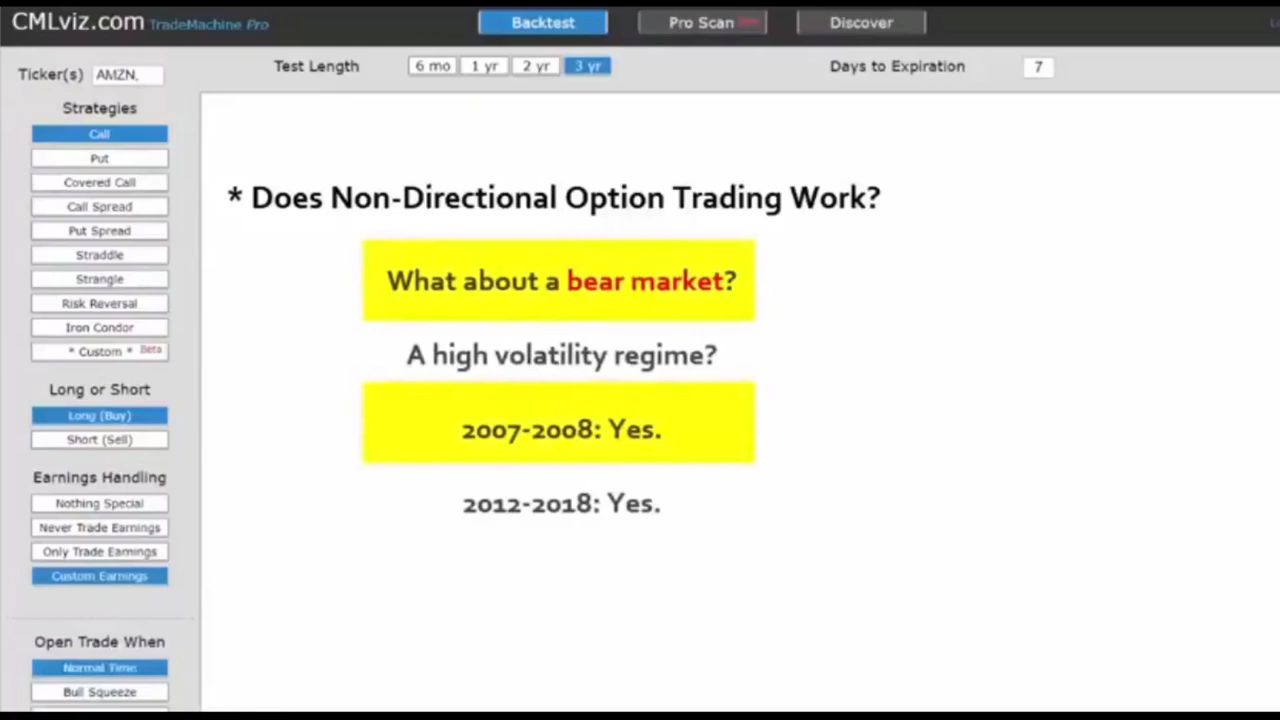 CMLviz.com TradeMachine Pro
Backtest
Pro Scan
Discover
Ticker(s) AMZN,
Test Length
6 mo
1 yr
2 yr
3 yr
Days to Expiration
7
Strategies
Call
Put
Covered Call
Call Spread
Put Spread
Straddle
Strangle
Risk Reversal
Iron Condor
* Custom * Beta
Long or Short
Long (Buy)
Short (Sell)
Earnings Handling
Nothing Special
Never Trade Earnings
Only Trade Earnings
Custom Earnings
Open Trade When
Normal Time
Bull Squeeze
* Does Non-Directional Option Trading Work?
What about a bear market?
A high volatility regime?
2007-2008: Yes.
2012-2018: Yes.